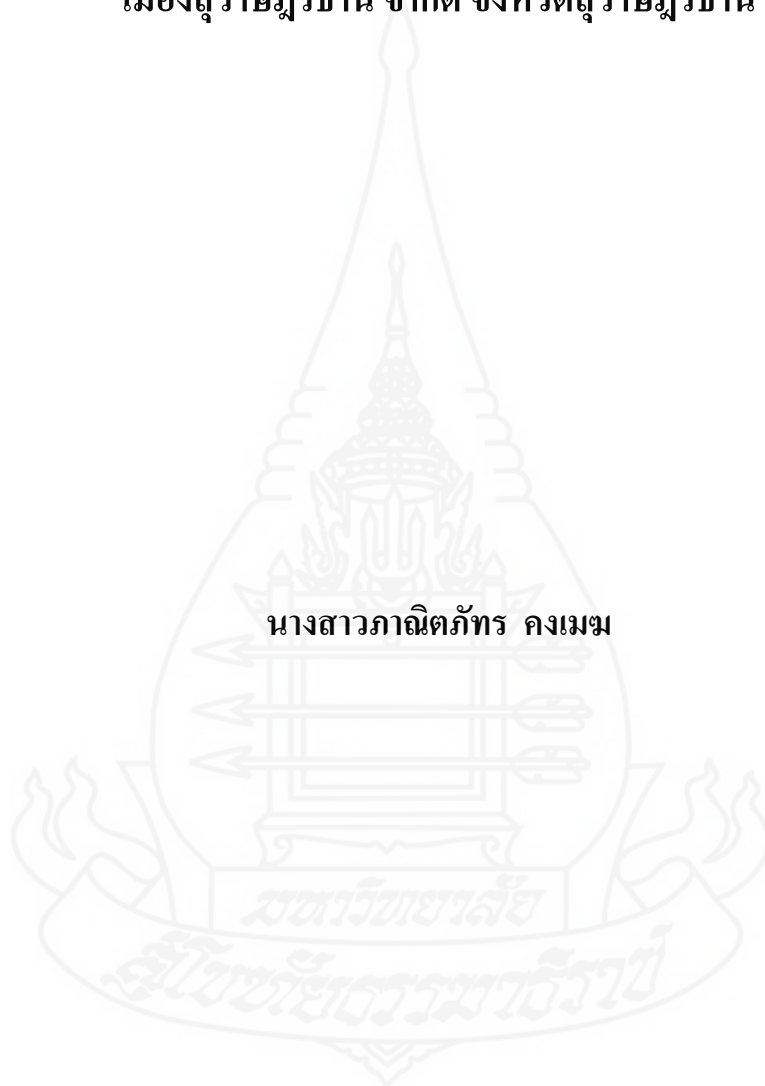 เมืองสุราษฎร์ธานี จำกัด จังหวัดสุราษฎร์ธานี
นางสาวภาณิตภัทร คงเมฆ
มหาวิทยาลัย
สุโขทัยธรรมาธิราช